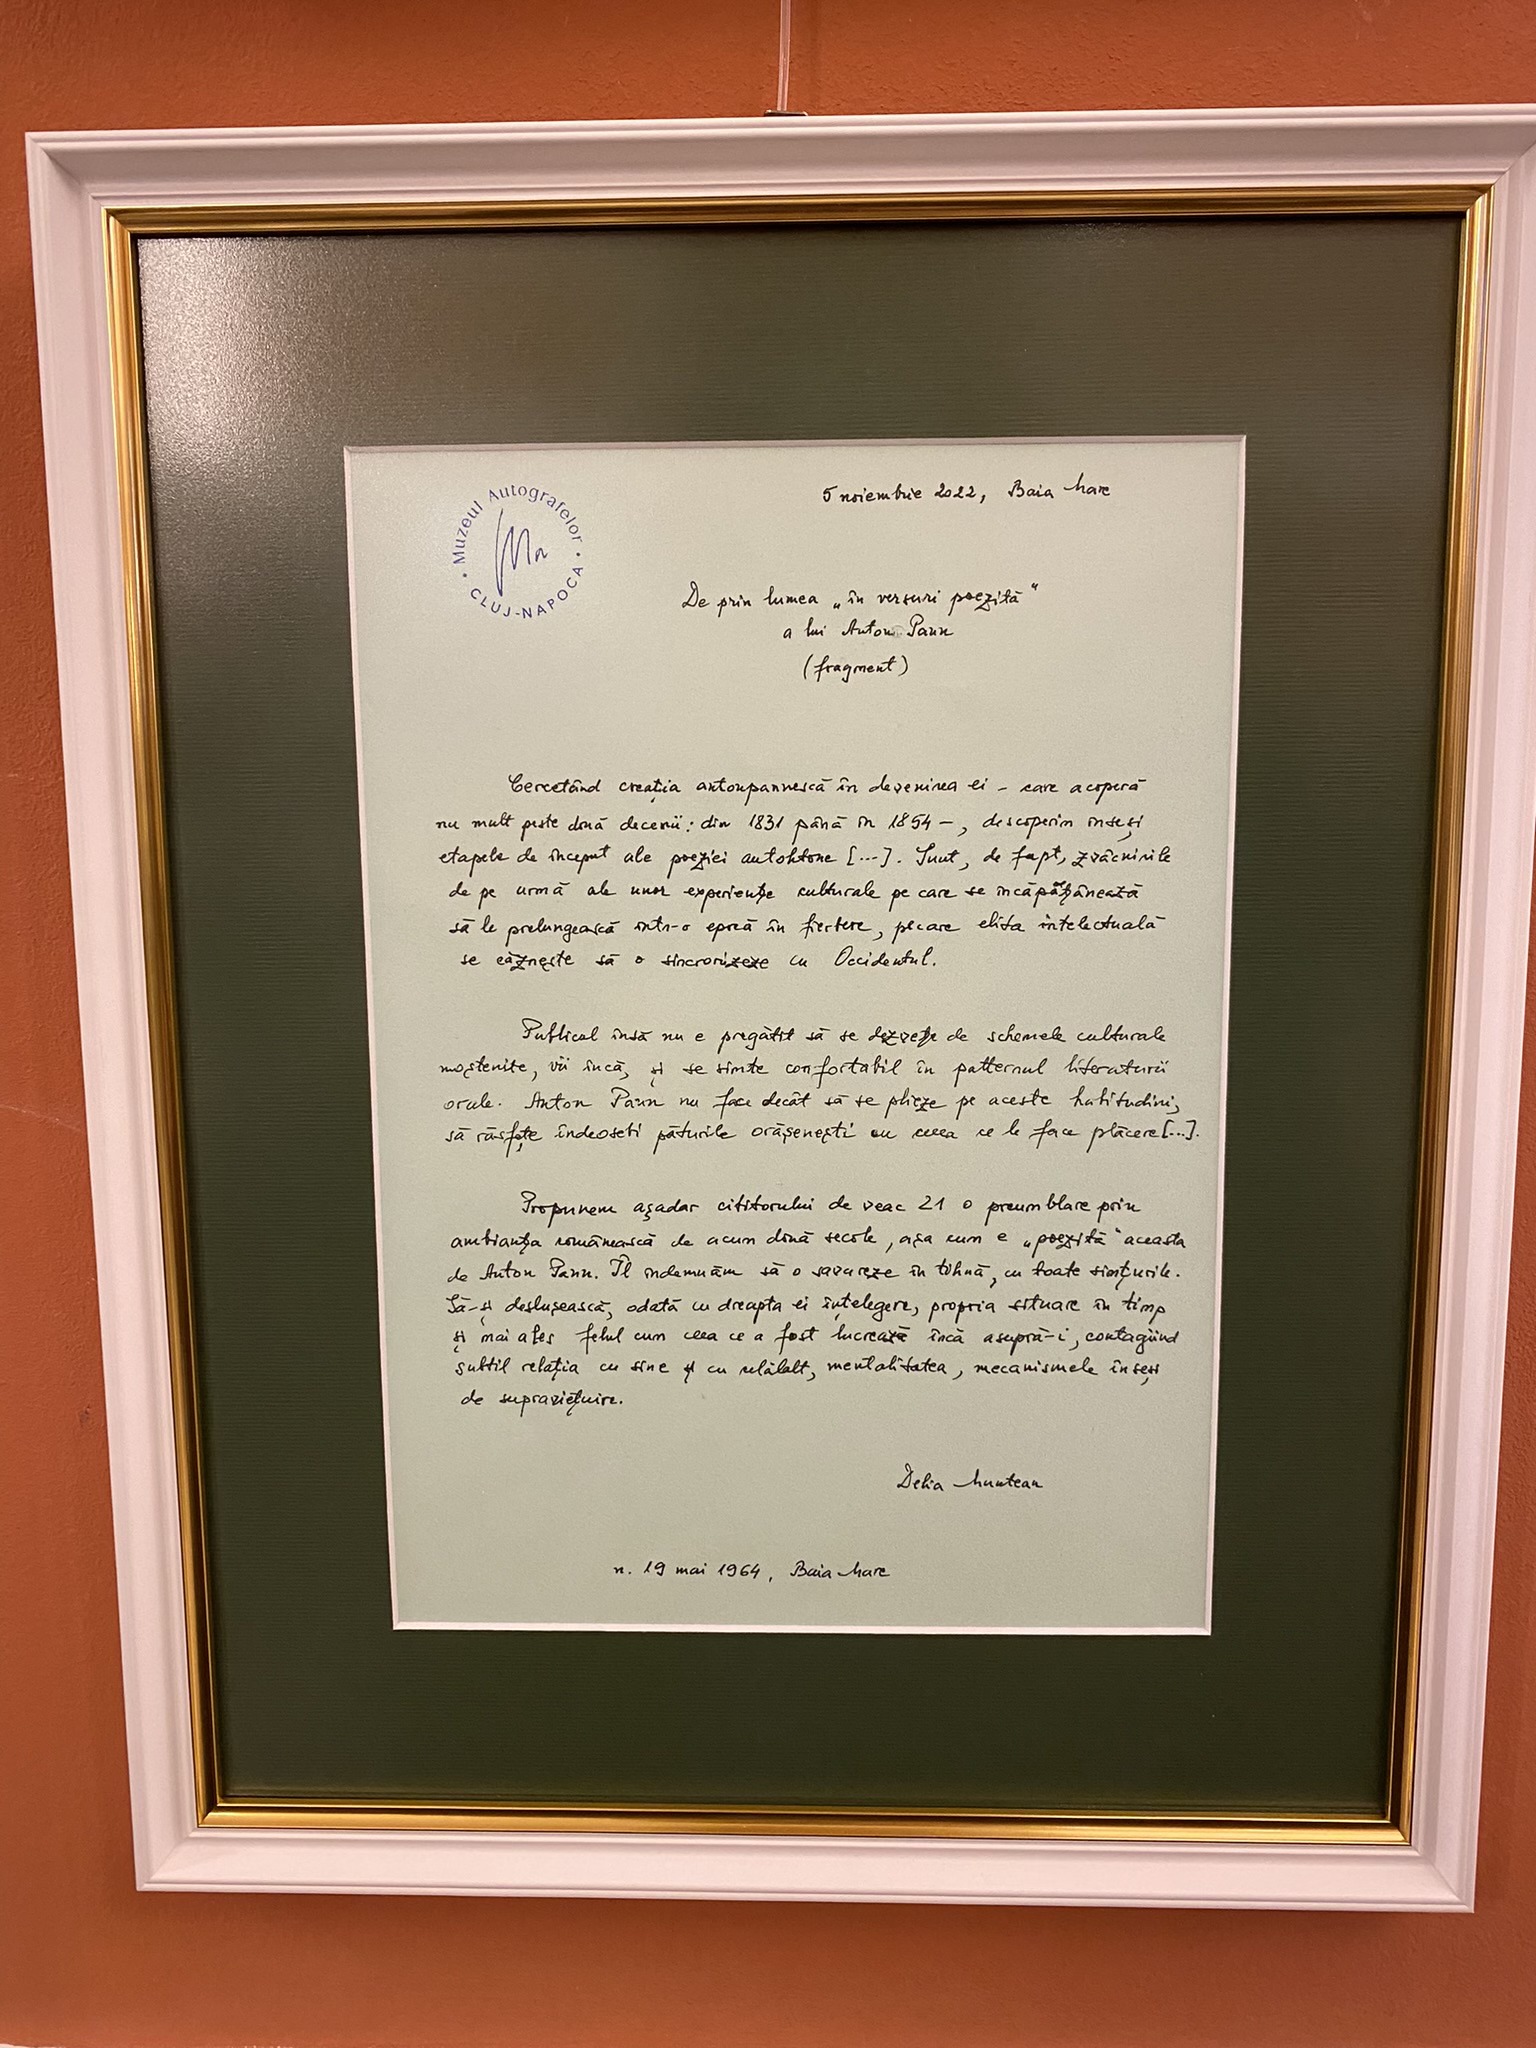 Muzeul Autografelor
CLUJ-NAPOCA
5 noiembrie 2022, Baia Mare
De prin lumea „în versuri poezită"
a lui Anton Pann
(fragment)
Cercetând creația antonpannescă în devenirea ei – care acoperă
nu mult peste două decenii: din 1831 până în 1854 –, descoperim înseși
etapele de început ale poeziei autohtone [...]. Sunt, de fapt, zvâcnirile
de pe urmă ale unor experiențe culturale pe care se încăpățânează
să le prelungească într-o epocă în fierbere, pe care elita intelectuală
se căznește să o sincronizeze cu Occidentul.
Publicul însă nu e pregătit să se dezvețe de schemele culturale
moștenite, vii încă, și se simte confortabil în patternul literaturii
orale. Anton Pann nu face decât să se plieze pe aceste habitudini,
să răsfețe îndeosebi păturile orășenești cu ceea ce le face plăcere [...].
Propunem așadar cititorului de veac 21 o preumblare prin
ambianța românească de acum două secole, așa cum e „poezită" aceasta
de Anton Pann. Îl îndemnăm să o savureze în tihnă, cu toate simțurile.
Să-și deslușească, odată cu dreapta ei înțelegere, propria situare în timp
și mai ales felul cum ceea ce a fost lucrează încă asupră-i, contagiind
subtil relația cu sine și cu celălalt, mentalitatea, mecanismele înseși
de supraviețuire.
Delia Muntean
n. 19 mai 1964, Baia Mare